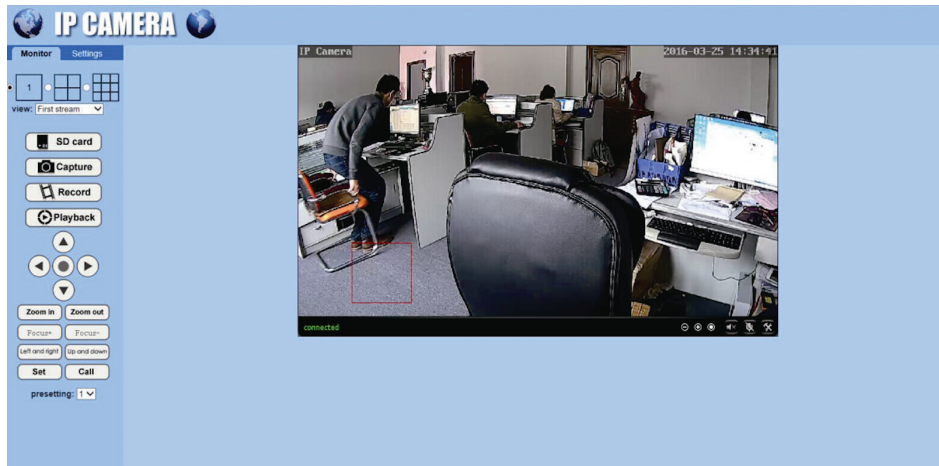 IP CAMERA
Monitor Settings
1
view: First stream
SD card
Capture
Record
Playback
Zoom in Zoom out
Focus+ Focus-
Left and right Up and down
Set Call
presetting: 1
IP Camera 2016-03-25 14:34:41
connected